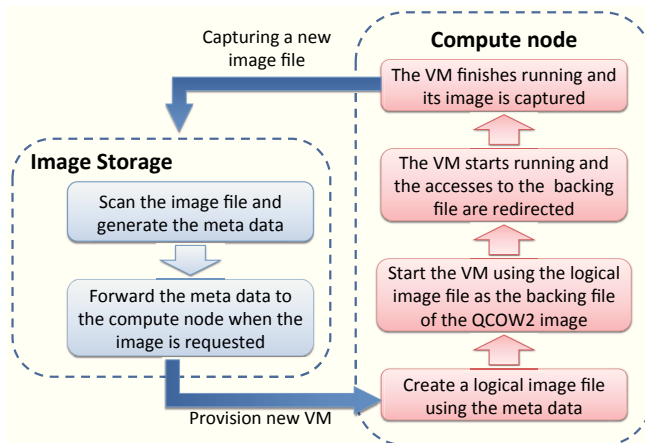 Capturing a new
image file
Compute node
The VM finishes running and
its image is captured
Image Storage
The VM starts running and
the accesses to the backing
file are redirected
Scan the image file and
generate the meta data
Start the VM using the logical
image file as the backing file
of the QCOW2 image
Forward the meta data to
the compute node when the
image is requested
Create a logical image file
using the meta data
Provision new VM